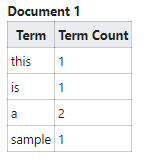 Document 1
Term Term Count
this 1
is 1
a 2
sample 1